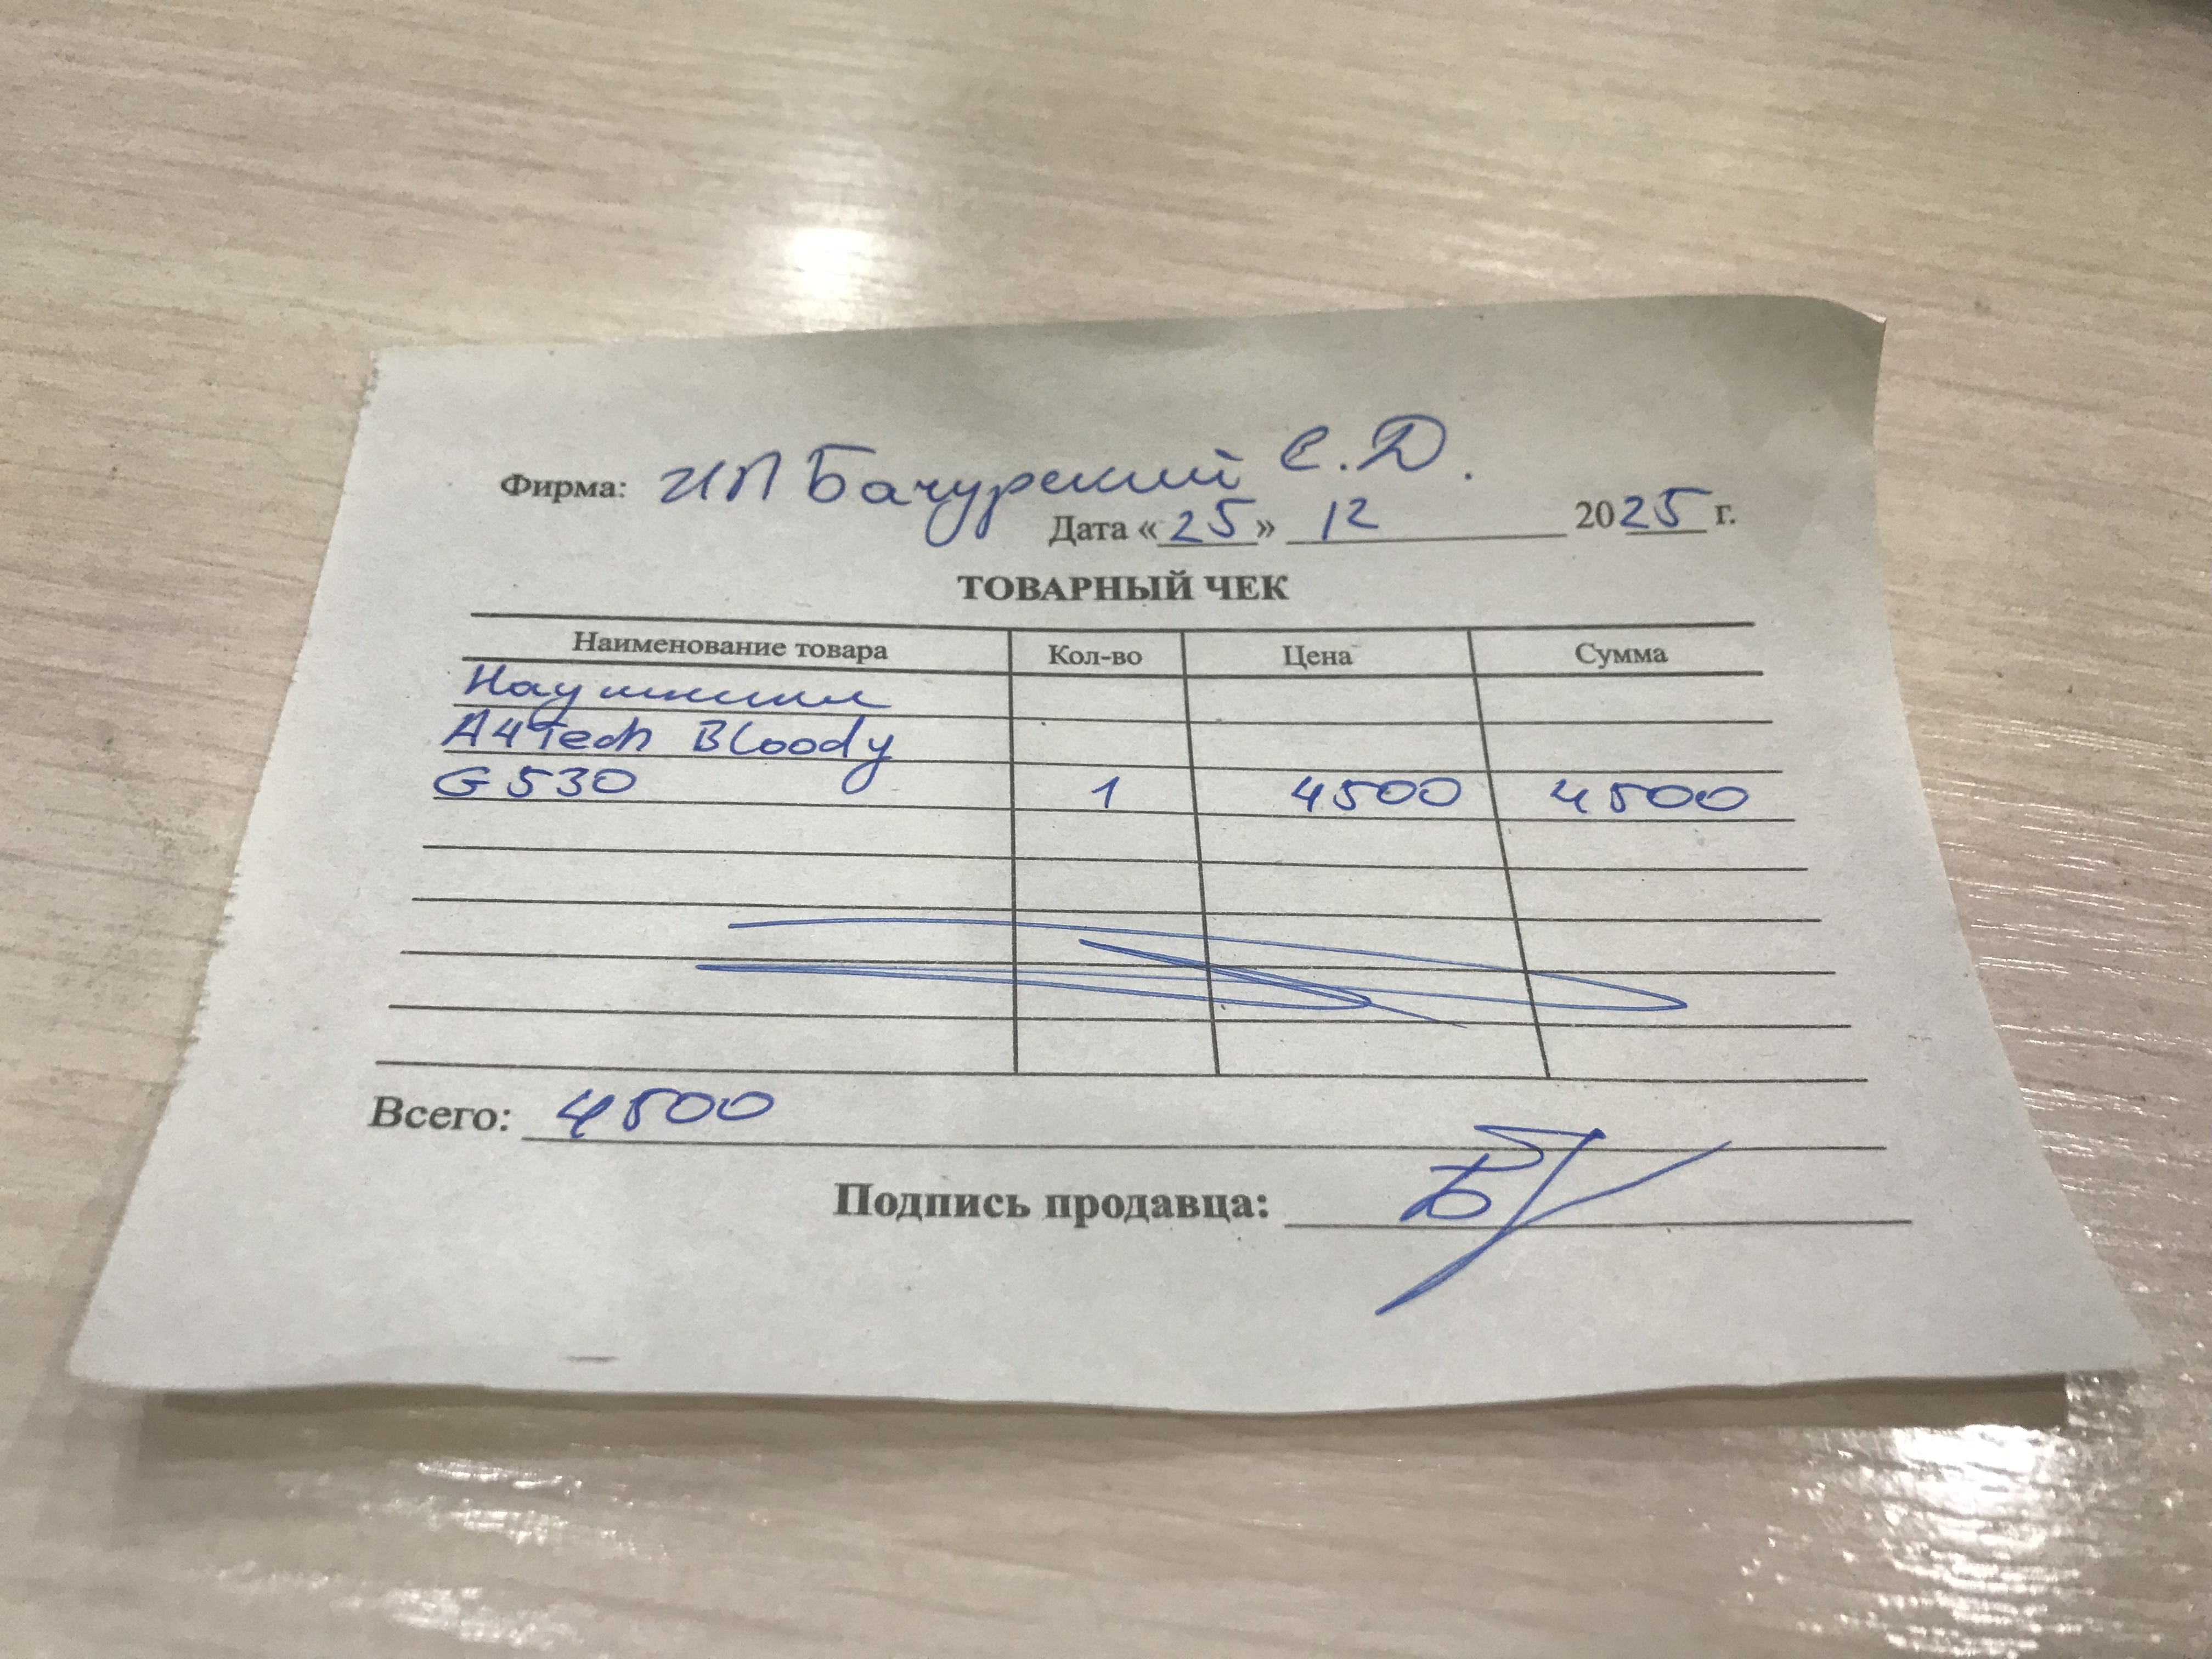 Фирма: ИП Бачурский С.Д.
Дата «25» 12 2025 г.
ТОВАРНЫЙ ЧЕК
Наименование товара Кол-во Цена Сумма
Наушники
A4Tech Bloody
G530 1 4500 4500
Всего: 4500
Подпись продавца: